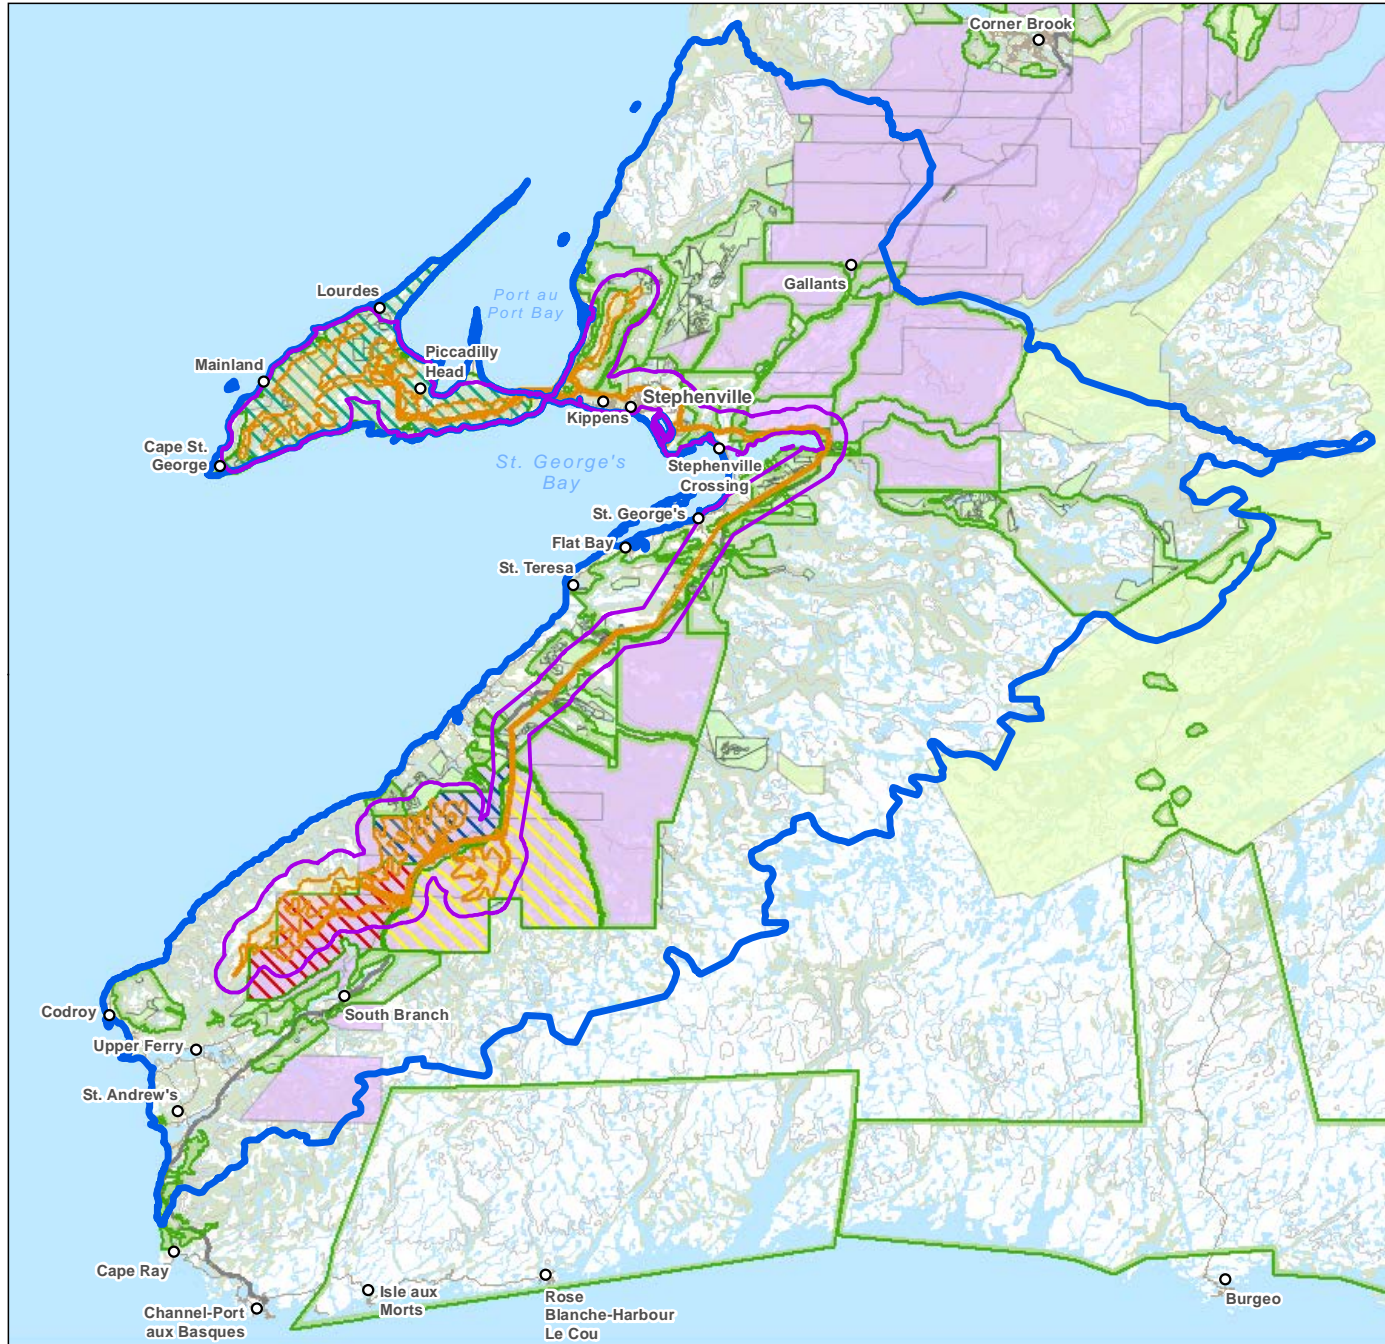 Corner Brook
Gallants
Lourdes
Port au
Port Bay
Piccadilly
Head
Mainland
Stephenville
Kippens
Cape St.
George
St. George's
Bay
Stephenville
Crossing
St. George's
Flat Bay
St. Teresa
Codroy
South Branch
Upper Ferry
St. Andrew's
Cape Ray
Channel-Port
aux Basques
Isle aux
Morts
Rose
Blanche-Harbour
Le Cou
Burgeo